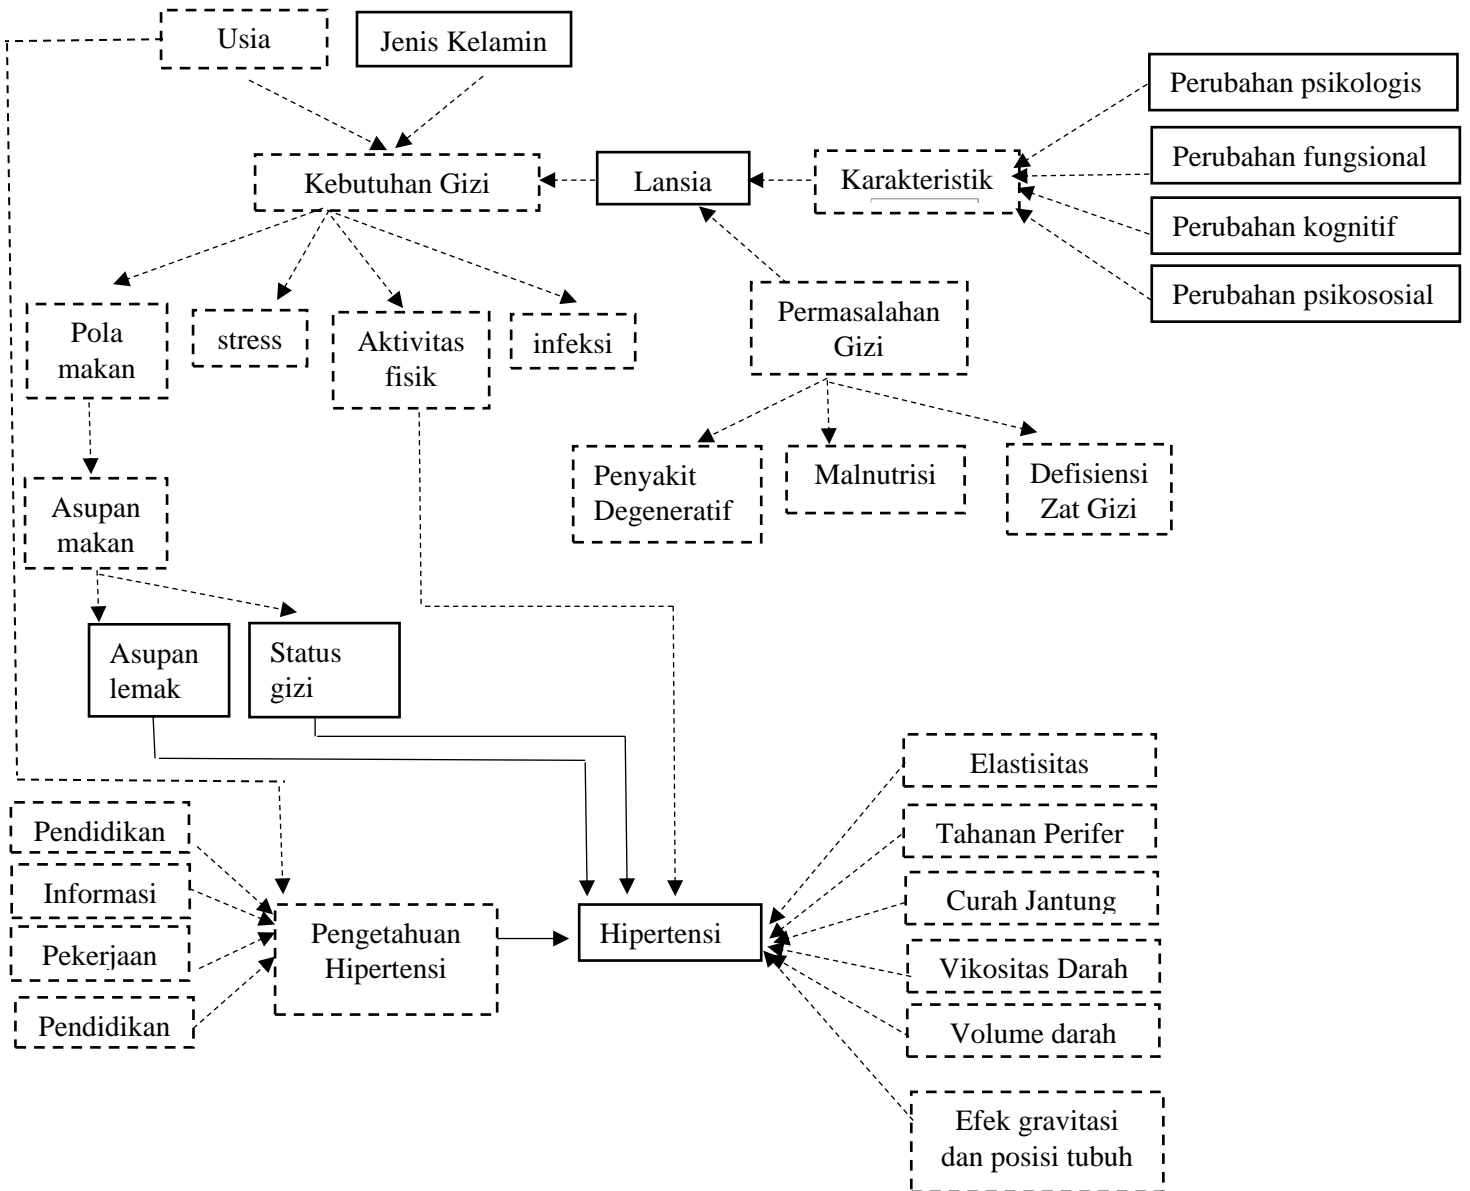 Usia
Jenis Kelamin
Perubahan psikologis
Perubahan fungsional
Perubahan kognitif
Perubahan psikososial
Kebutuhan Gizi
Lansia
Karakteristik
Pola
makan
stress
Aktivitas
fisik
infeksi
Permasalahan
Gizi
Penyakit
Degeneratif
Malnutrisi
Defisiensi
Zat Gizi
Asupan
makan
Asupan
lemak
Status
gizi
Pendidikan
Informasi
Pekerjaan
Pendidikan
Pengetahuan
Hipertensi
Hipertensi
Elastisitas
Tahanan Perifer
Curah Jantung
Vikositas Darah
Volume darah
Efek gravitasi
dan posisi tubuh